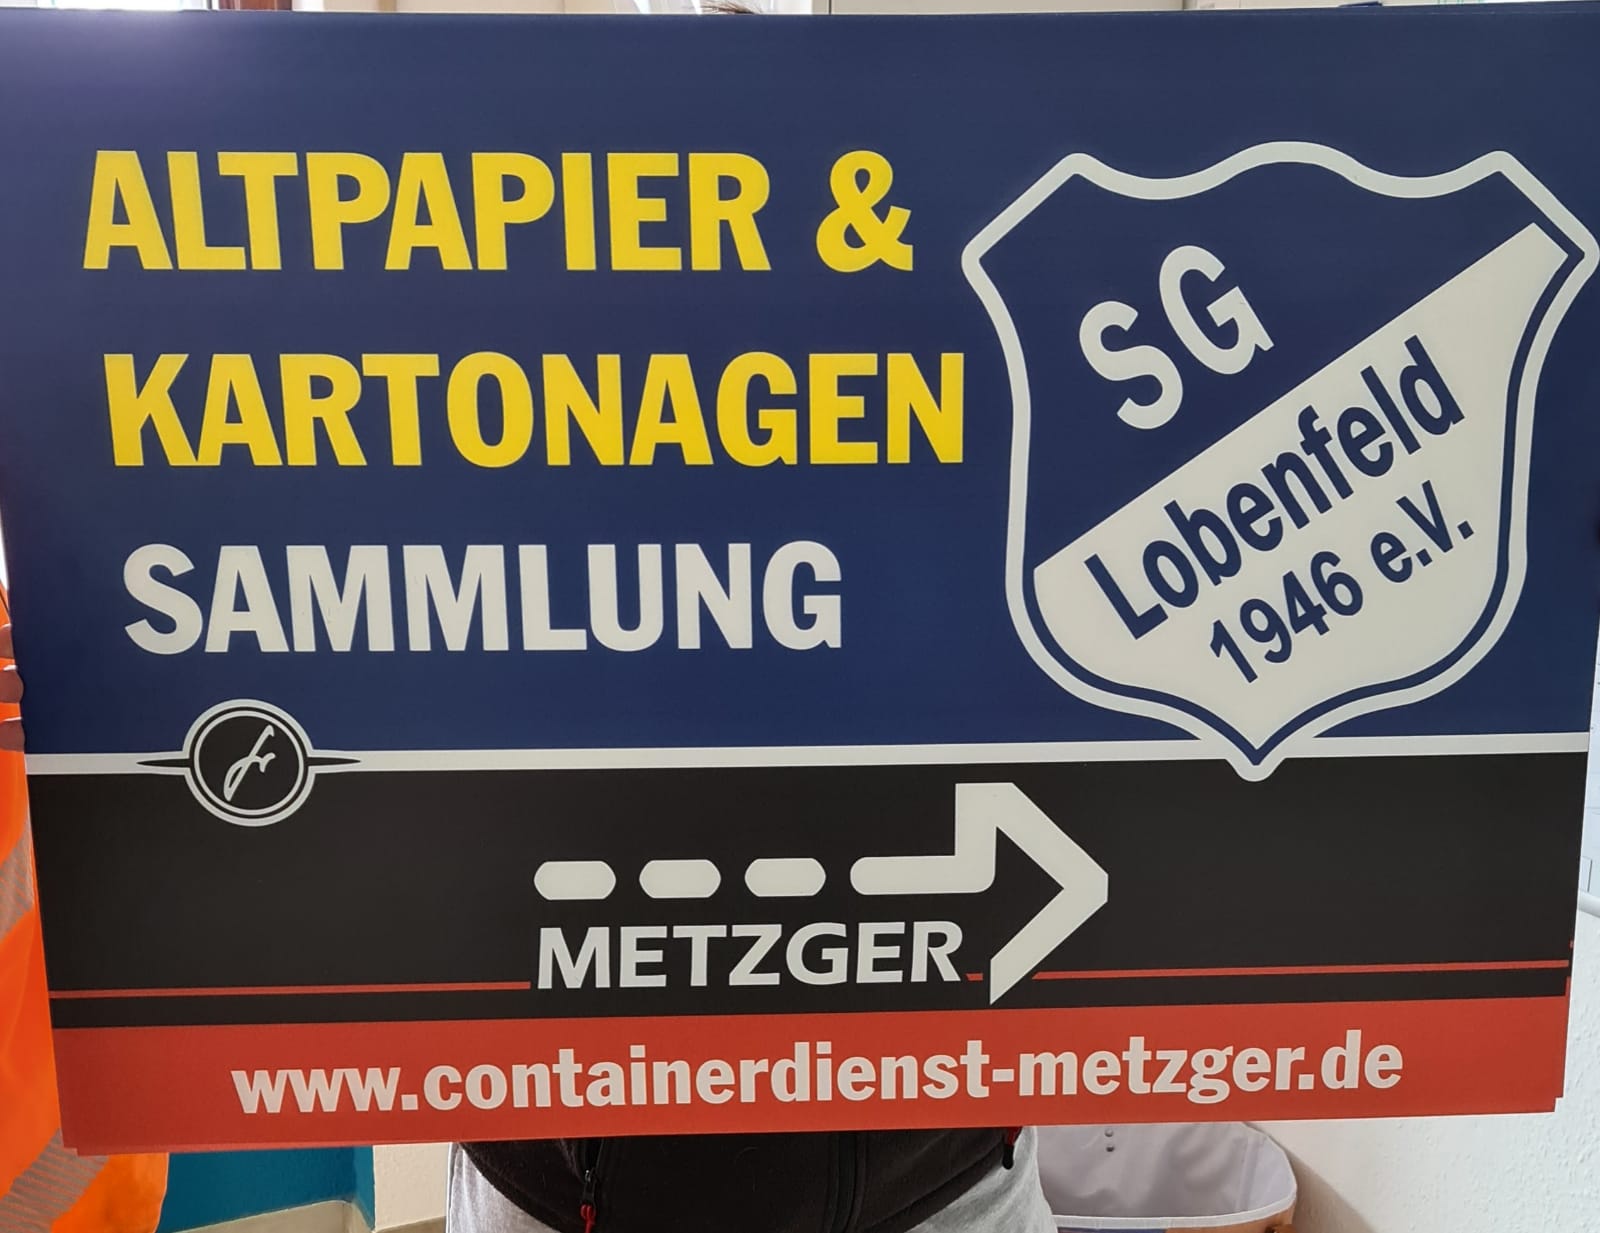 ALTPAPIER &
KARTONAGEN
SAMMLUNG
SG
Lobenfeld
1946 e.V.
METZGER
www.containerdienst-metzger.de